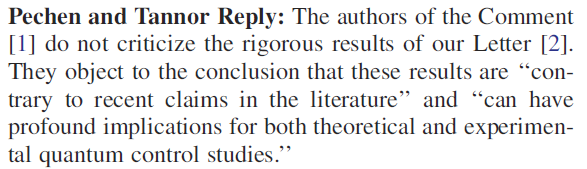 Pechen and Tannor Reply: The authors of the Comment
[1] do not criticize the rigorous results of our Letter [2].
They object to the conclusion that these results are “con-
trary to recent claims in the literature” and “can have
profound implications for both theoretical and experimen-
tal quantum control studies.”